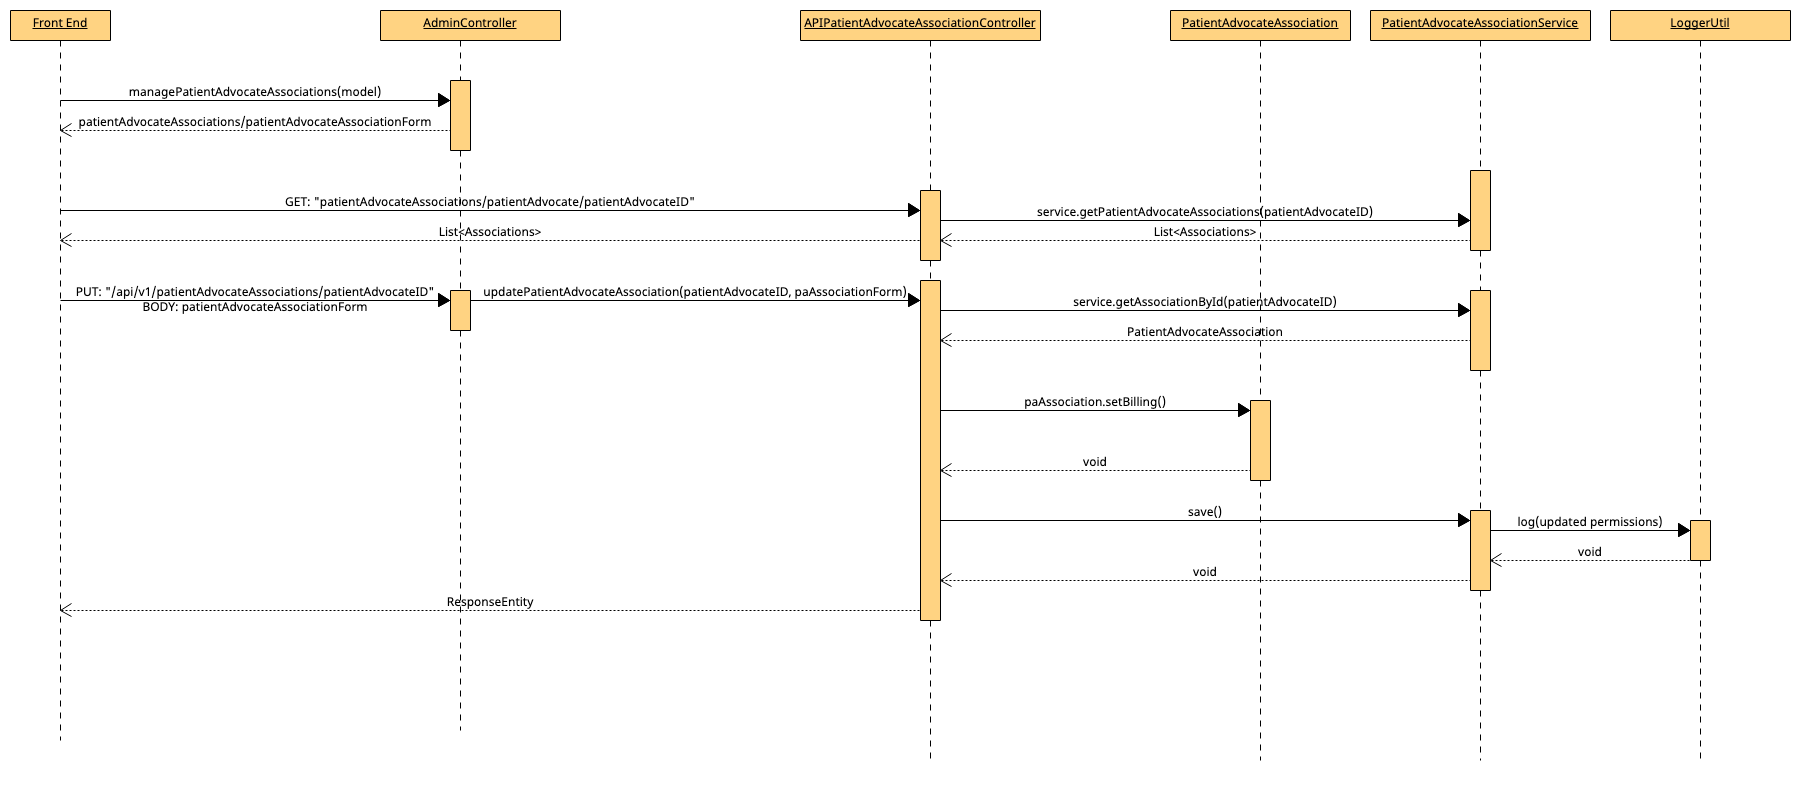 Front End
AdminController
APIPatientAdvocateAssociationController
PatientAdvocateAssociation
PatientAdvocateAssociationService
LoggerUtil
managePatientAdvocateAssociations(model)
patientAdvocateAssociations/patientAdvocateAssociationForm
GET: "patientAdvocateAssociations/patientAdvocate/patientAdvocateID"
service.getPatientAdvocateAssociations(patientAdvocateID)
List<Associations>
List<Associations>
PUT: "/api/v1/patientAdvocateAssociations/patientAdvocateID"
BODY: patientAdvocateAssociationForm
updatePatientAdvocateAssociation(patientAdvocateID, paAssociationForm)
service.getAssociationById(patientAdvocateID)
PatientAdvocateAssociation
paAssociation.setBilling()
void
save()
log(updated permissions)
void
void
ResponseEntity